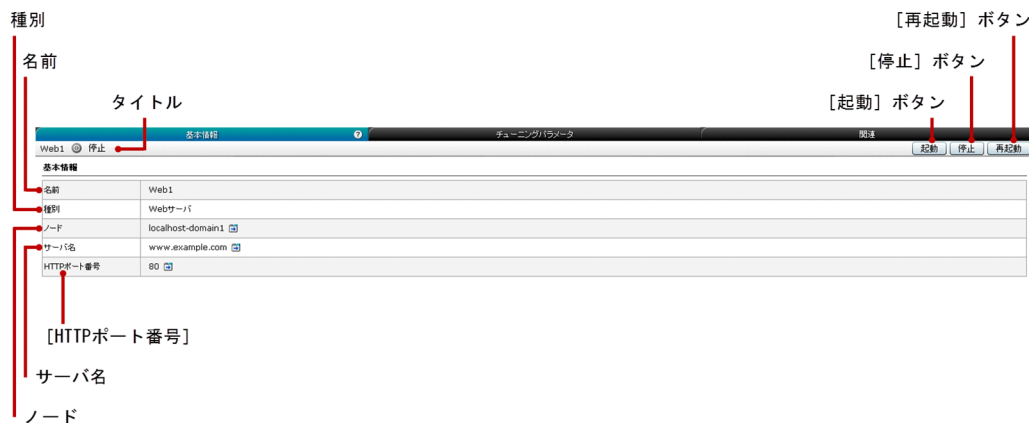 種別
[再起動] ボタン
名前
[停止] ボタン
タイトル
[起動] ボタン
基本情報 ?
チューニングパラメータ
関連
Web1 停止
起動 停止 再起動
基本情報
名前 Web1
種別 Webサーバ
ノード localhost-domain1
サーバ名 www.example.com
HTTPポート番号 80
[HTTPポート番号]
サーバ名
ノード